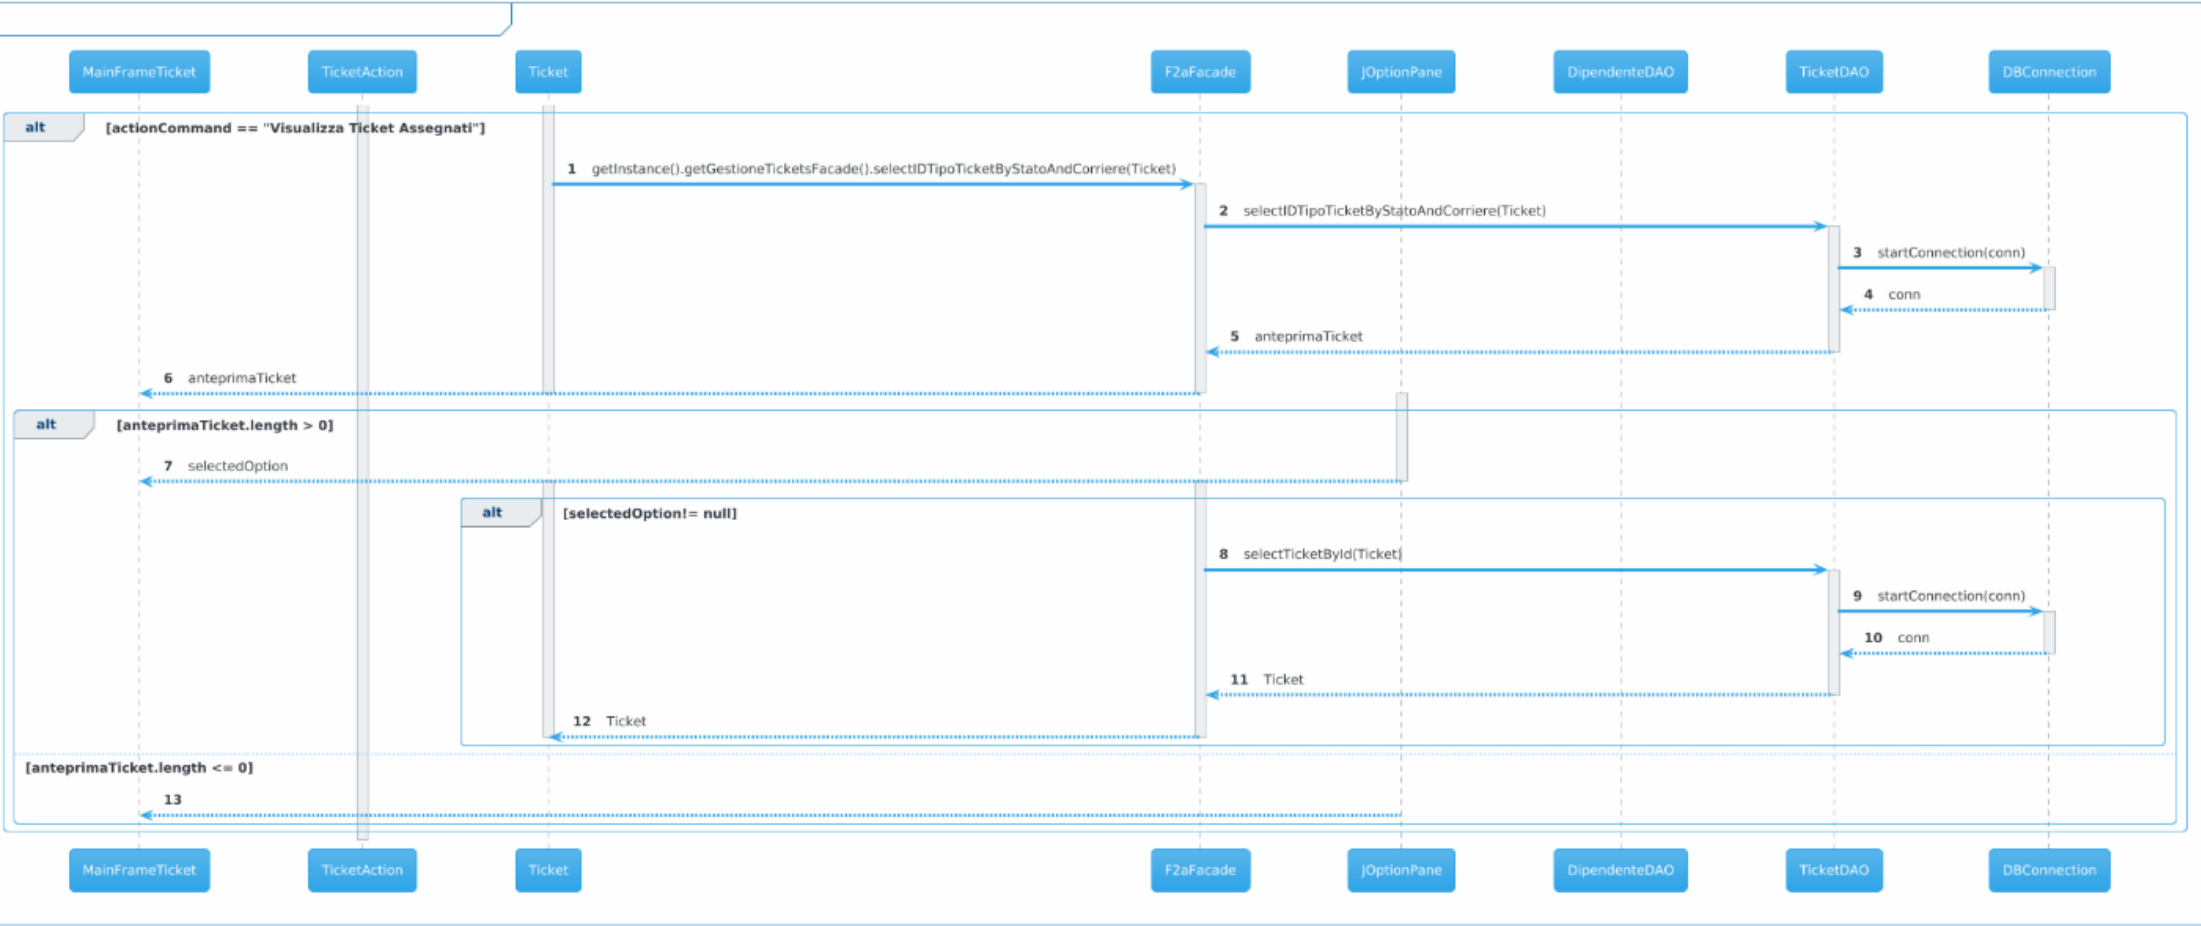 MainFrameTicket TicketAction Ticket F2aFacade JOptionPane DipendenteDAO TicketDAO DBConnection
alt [actionCommand == "Visualizza Ticket Assegnati"]
1 getInstance().getGestioneTicketsFacade().selectIDTipoTicketByStatoAndCorriere(Ticket)
2 selectIDTipoTicketByStatoAndCorriere(Ticket)
3 startConnection(conn)
4 conn
5 anteprimaTicket
6 anteprimaTicket
alt [anteprimaTicket.length > 0]
7 selectedOption
alt [selectedOption!= null]
8 selectTicketById(Ticket)
9 startConnection(conn)
10 conn
11 Ticket
12 Ticket
[anteprimaTicket.length <= 0]
13
MainFrameTicket TicketAction Ticket F2aFacade JOptionPane DipendenteDAO TicketDAO DBConnection